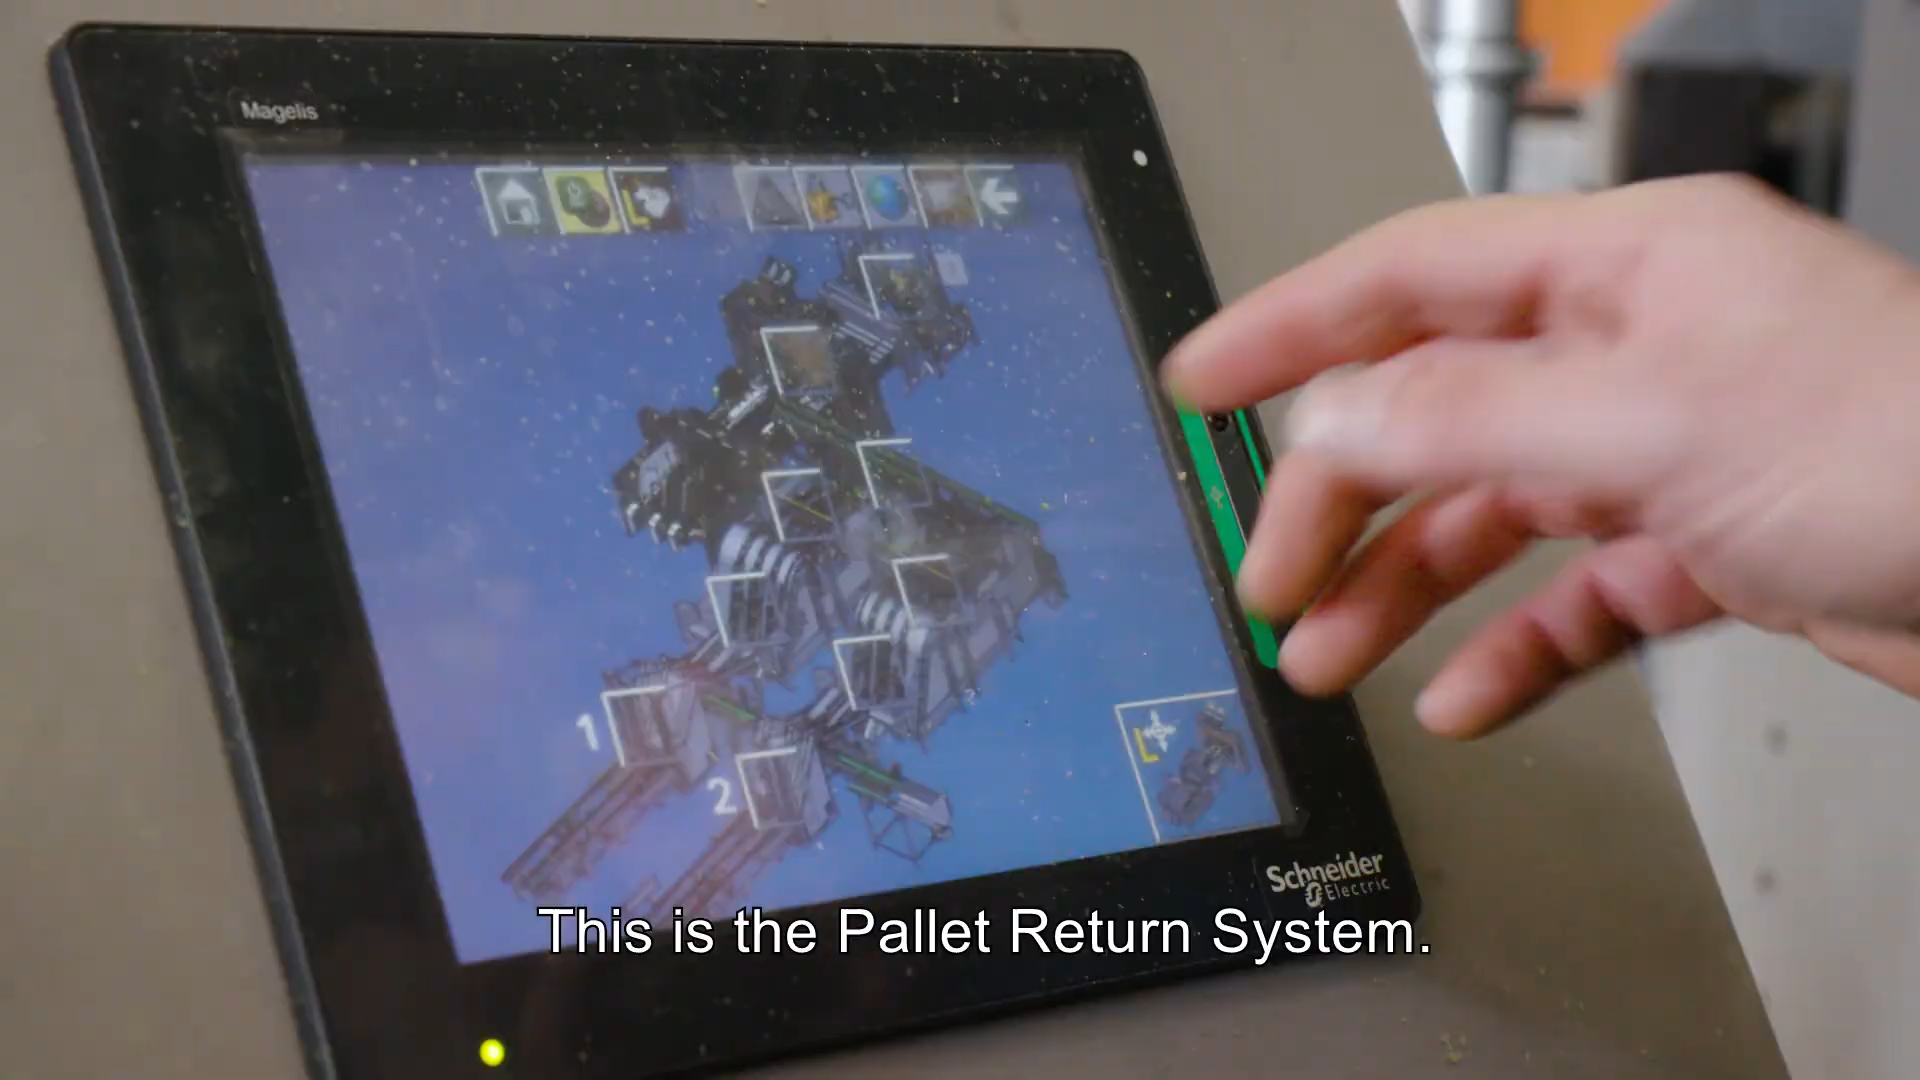 Magelis
L
1
2
L
Schneider
Electric
This is the Pallet Return System.